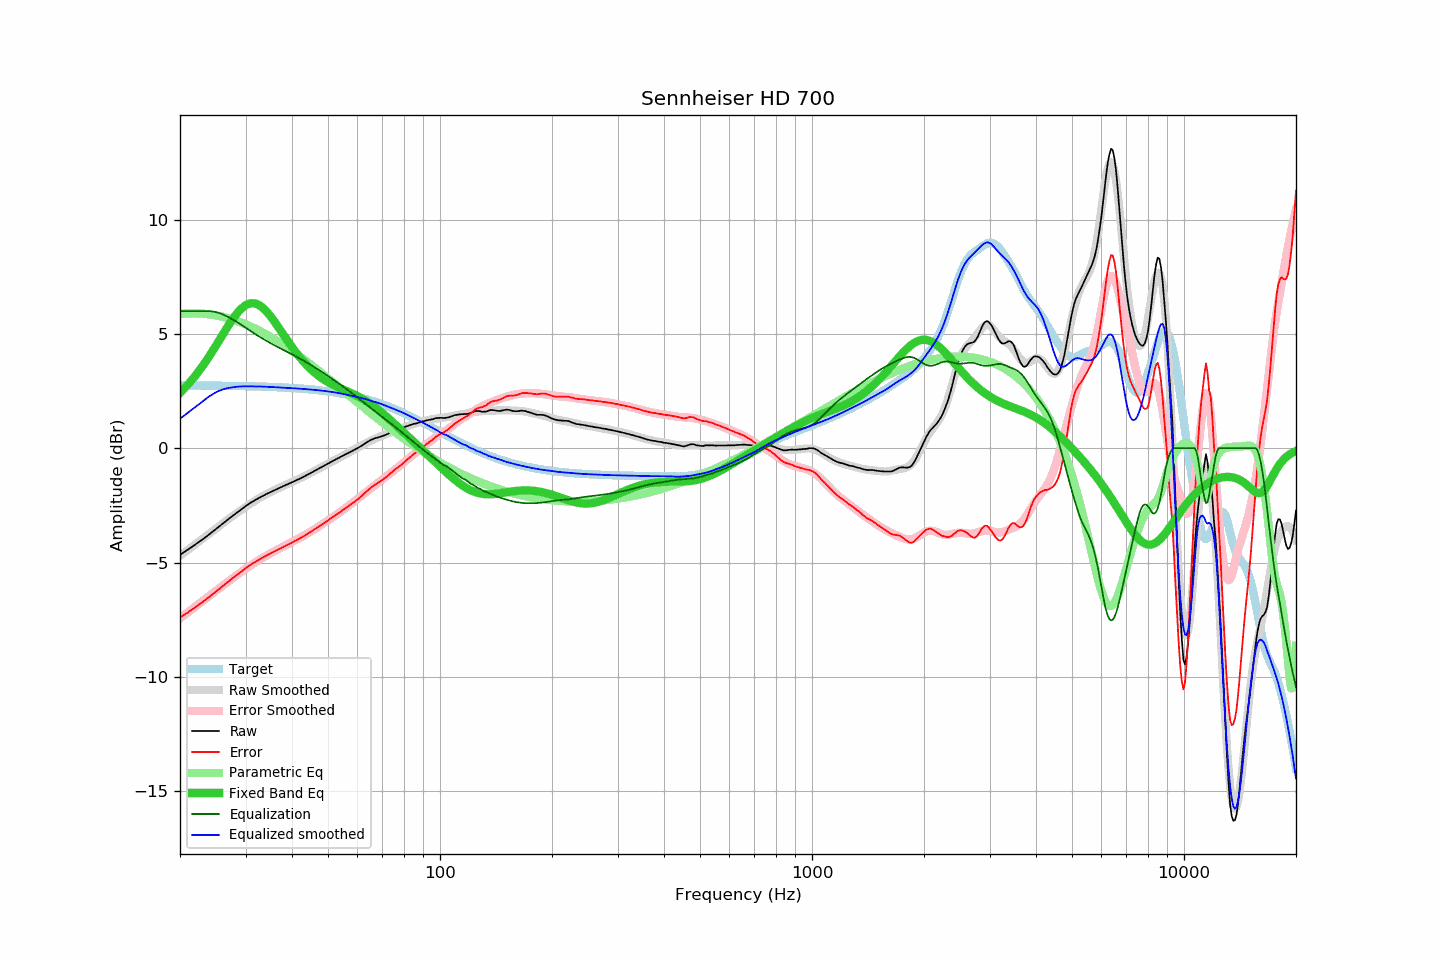 Sennheiser HD 700
Amplitude (dBr)
10
5
0
−5
−10
−15
Target
Raw Smoothed
Error Smoothed
Raw
Error
Parametric Eq
Fixed Band Eq
Equalization
Equalized smoothed
100
1000
10000
Frequency (Hz)